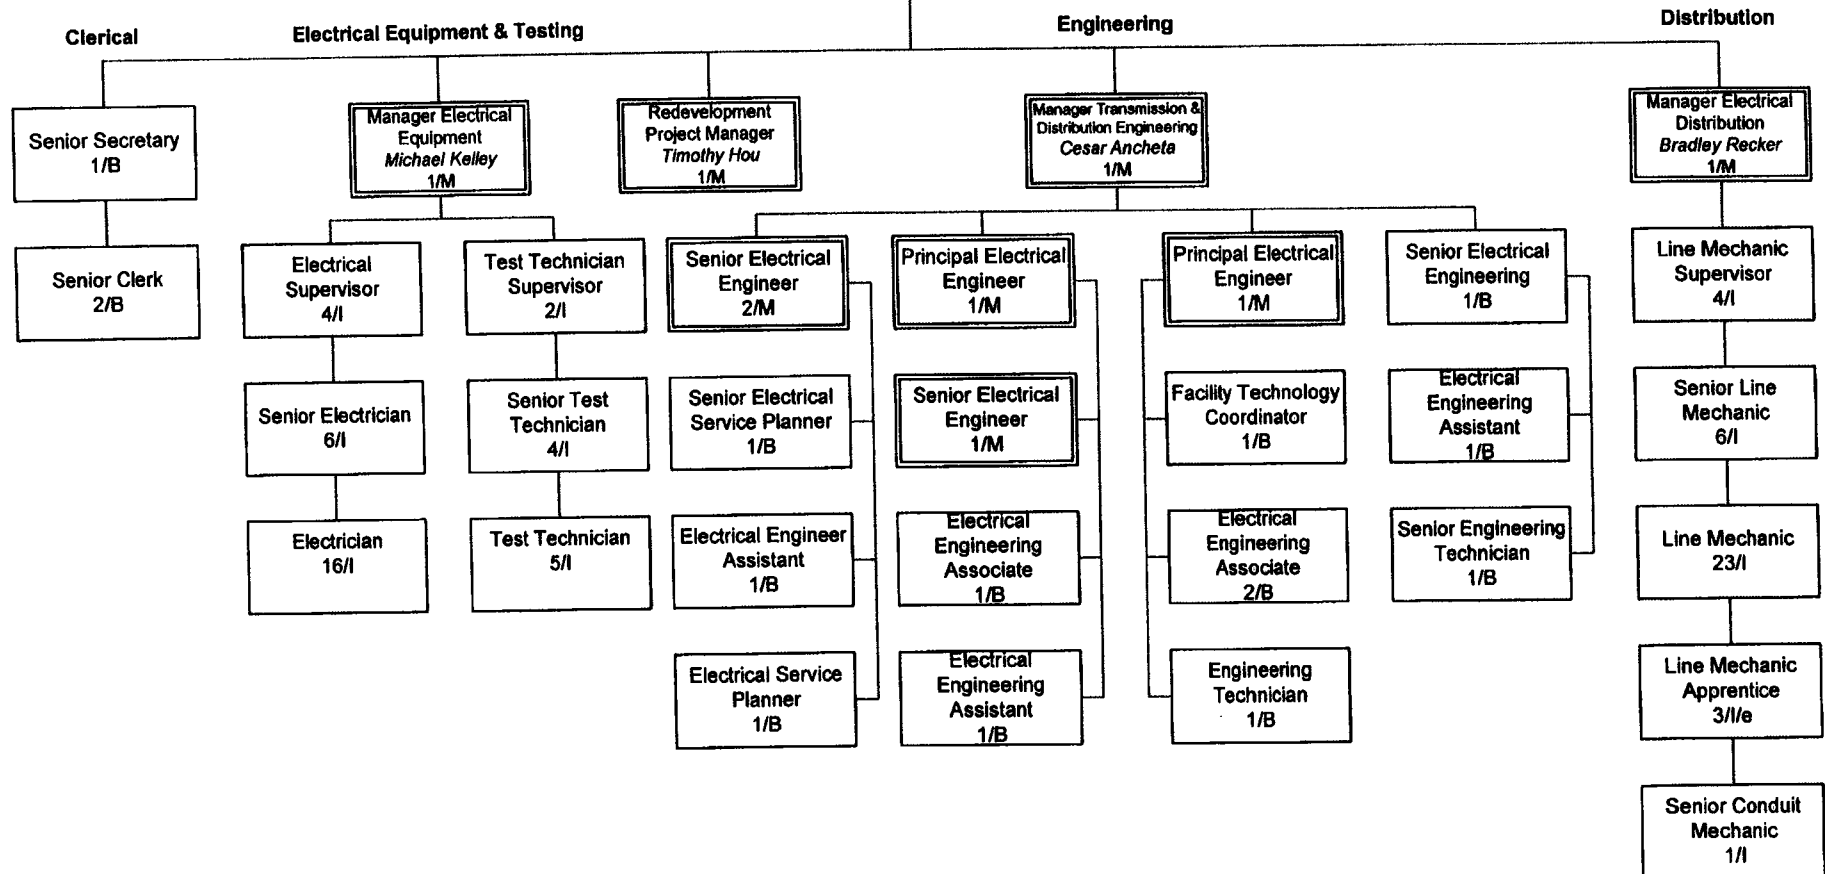 Clerical
Electrical Equipment & Testing
Engineering
Distribution
Senior Secretary
1/B
Manager Electrical
Equipment
Michael Kelley
1/M
Redevelopment
Project Manager
Timothy Hou
1/M
Manager Transmission &
Distribution Engineering
Cesar Ancheta
1/M
Manager Electrical
Distribution
Bradley Recker
1/M
Senior Clerk
2/B
Electrical
Supervisor
4/I
Test Technician
Supervisor
2/I
Senior Electrical
Engineer
2/M
Principal Electrical
Engineer
1/M
Principal Electrical
Engineer
1/M
Senior Electrical
Engineering
1/B
Line Mechanic
Supervisor
4/I
Senior Electrician
6/I
Senior Test
Technician
4/I
Senior Electrical
Service Planner
1/B
Senior Electrical
Engineer
1/M
Facility Technology
Coordinator
1/B
Electrical
Engineering
Assistant
1/B
Senior Line
Mechanic
6/I
Electrician
16/I
Test Technician
5/I
Electrical Engineer
Assistant
1/B
Electrical
Engineering
Associate
1/B
Electrical
Engineering
Associate
2/B
Senior Engineering
Technician
1/B
Line Mechanic
23/I
Electrical Service
Planner
1/B
Electrical
Engineering
Assistant
1/B
Engineering
Technician
1/B
Line Mechanic
Apprentice
3/I/e
Senior Conduit
Mechanic
1/I